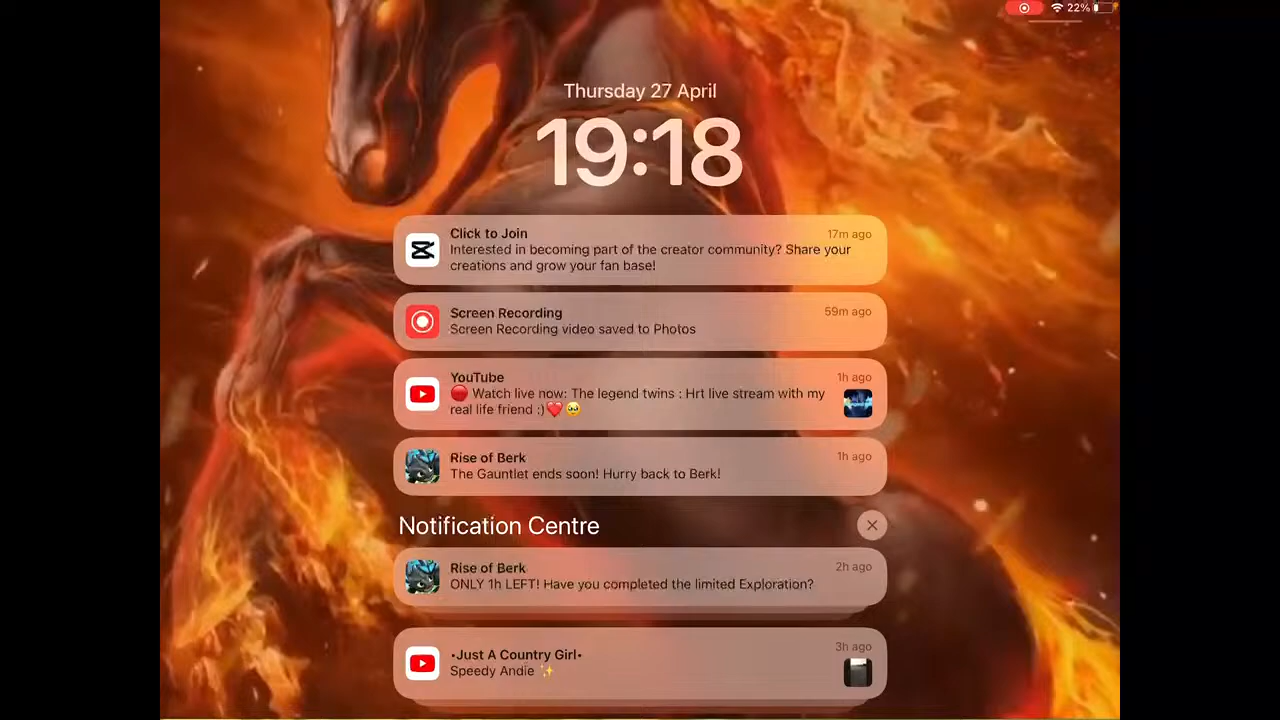 22%
Thursday 27 April
19:18
Click to Join
17m ago
Interested in becoming part of the creator community? Share your
creations and grow your fan base!
Screen Recording
59m ago
Screen Recording video saved to Photos
YouTube
1h ago
🔴 Watch live now: The legend twins : Hrt live stream with my
real life friend :)❤️🥹
Rise of Berk
1h ago
The Gauntlet ends soon! Hurry back to Berk!
Notification Centre
Rise of Berk
2h ago
ONLY 1h LEFT! Have you completed the limited Exploration?
•Just A Country Girl•
3h ago
Speedy Andie ✨